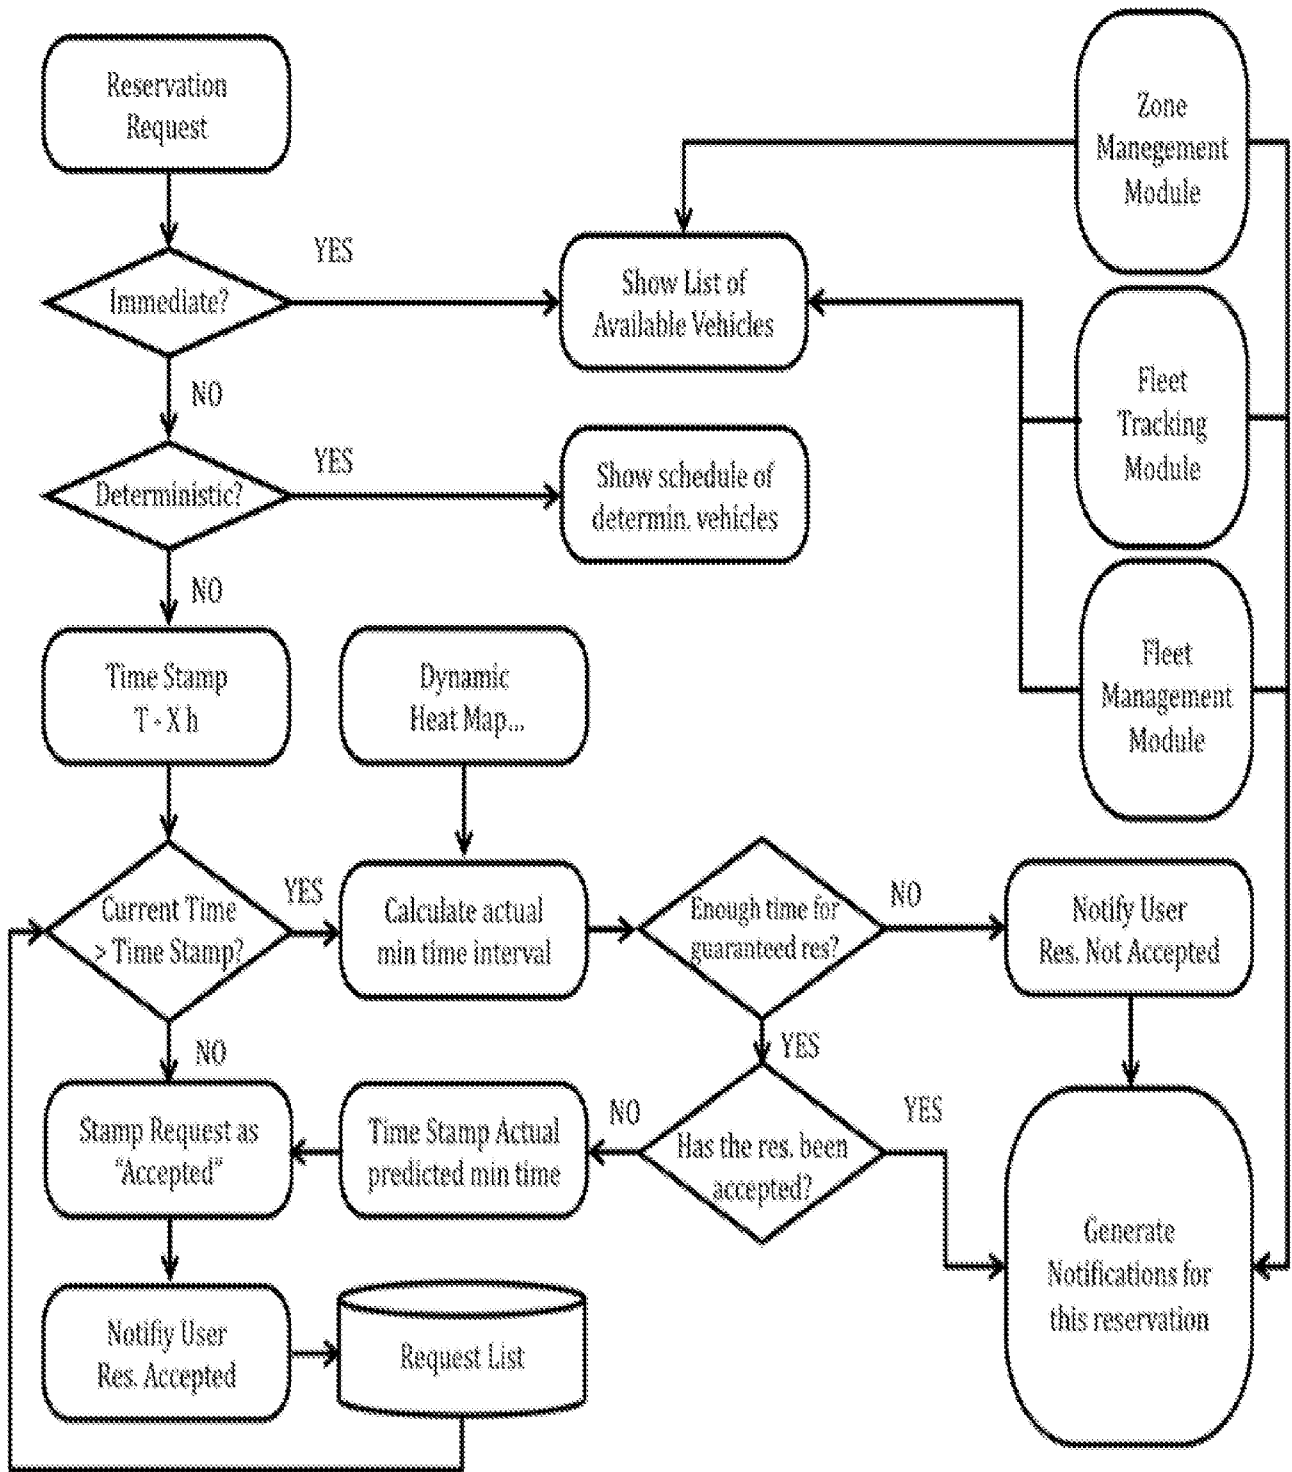 Reservation
Request
Zone
Manegement
Module
YES
Immediate?
Show List of
Available Vehicles
NO
Fleet
Tracking
Module
YES
Deterministic?
Show schedule of
determin. vehicles
NO
Time Stamp
T - X h
Dynamic
Heat Map...
Fleet
Management
Module
Current Time
> Time Stamp?
YES
Calculate actual
min time interval
Enough time for
guaranteed res?
NO
Notify User
Res. Not Accepted
NO
YES
Stamp Request as
"Accepted"
Time Stamp Actual
predicted min time
NO
Has the res. been
accepted?
YES
Generate
Notifications for
this reservation
Notifiy User
Res. Accepted
Request List